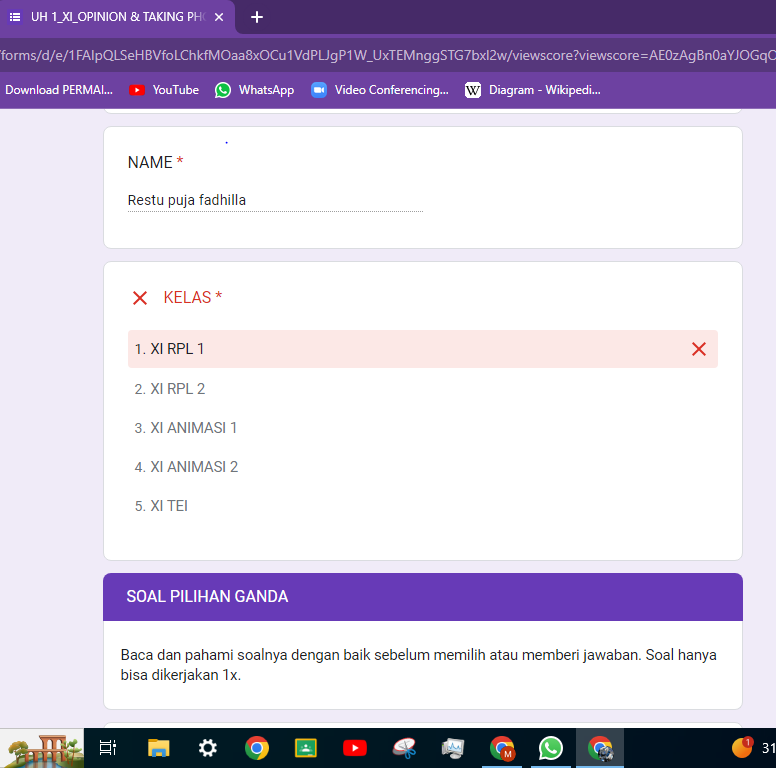 UH 1_XI_OPINION & TAKING PHO
/forms/d/e/1FAIpQLSeHBVfoLChkfMOaa8xOCu1VdPLJgP1W_UxTEMnggSTG7bxl2w/viewscore?viewscore=AE0zAgBn0aYJOGqO
Download PERMAI... YouTube WhatsApp Video Conferencing... W Diagram - Wikipedi...
NAME *
Restu puja fadhilla
KELAS *
1. XI RPL 1
2. XI RPL 2
3. XI ANIMASI 1
4. XI ANIMASI 2
5. XI TEI
SOAL PILIHAN GANDA
Baca dan pahami soalnya dengan baik sebelum memilih atau memberi jawaban. Soal hanya
bisa dikerjakan 1x.
M 1 31